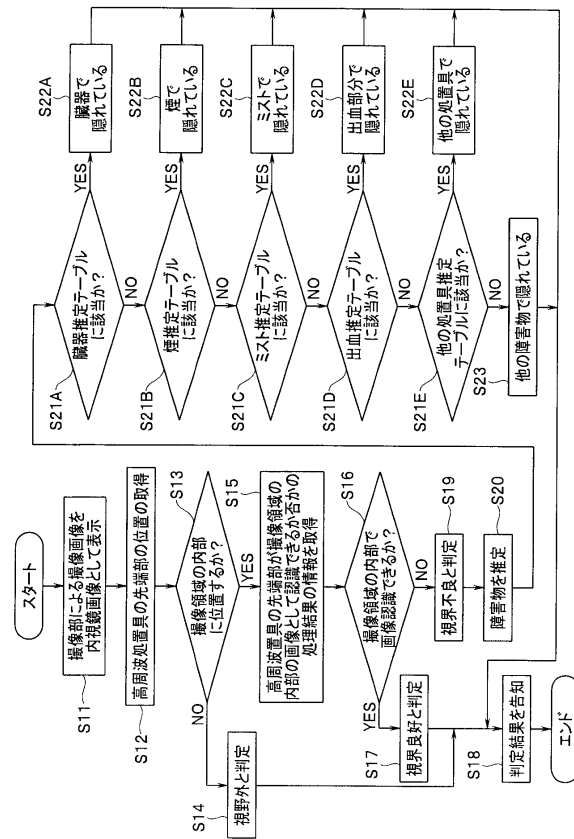 スタート
S11
撮像部による撮像画像を
内視鏡画像として表示
S12
高周波処置具の先端部の位置の取得
S13
撮像領域の内部
に位置するか？
NO
YES
S14
視野外と判定
S15
高周波処置具の先端部が撮像領域の
内部の画像として認識できるか否かの
処理結果の情報を取得
S16
撮像領域の内部で
画像認識できるか？
YES
NO
S17
視界良好と判定
S19
視界不良と判定
S20
障害物を推定
S18
判定結果を告知
エンド
S21A
臓器推定テーブル
に該当か？
YES
NO
S22A
臓器で
隠れている
S21B
煙推定テーブル
に該当か？
YES
NO
S22B
煙で
隠れている
S21C
ミスト推定テーブル
に該当か？
YES
NO
S22C
ミストで
隠れている
S21D
出血推定テーブル
に該当か？
YES
NO
S22D
出血部分で
隠れている
S21E
他の処置具推定
テーブルに該当か？
YES
NO
S22E
他の処置具で
隠れている
S23
他の障害物で隠れている